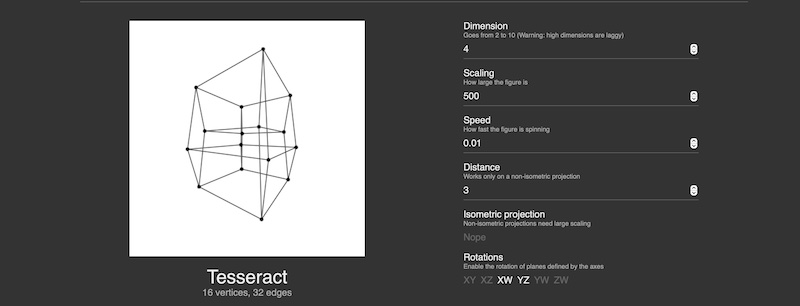 Dimension
Goes from 2 to 10 (Warning: high dimensions are laggy)
4
Scaling
How large the figure is
500
Speed
How fast the figure is spinning
0.01
Distance
Works only on a non-isometric projection
3
Isometric projection
Non-isometric projections need large scaling
Nope
Rotations
Enable the rotation of planes defined by the axes
XY XZ XW YZ YW ZW
Tesseract
16 vertices, 32 edges